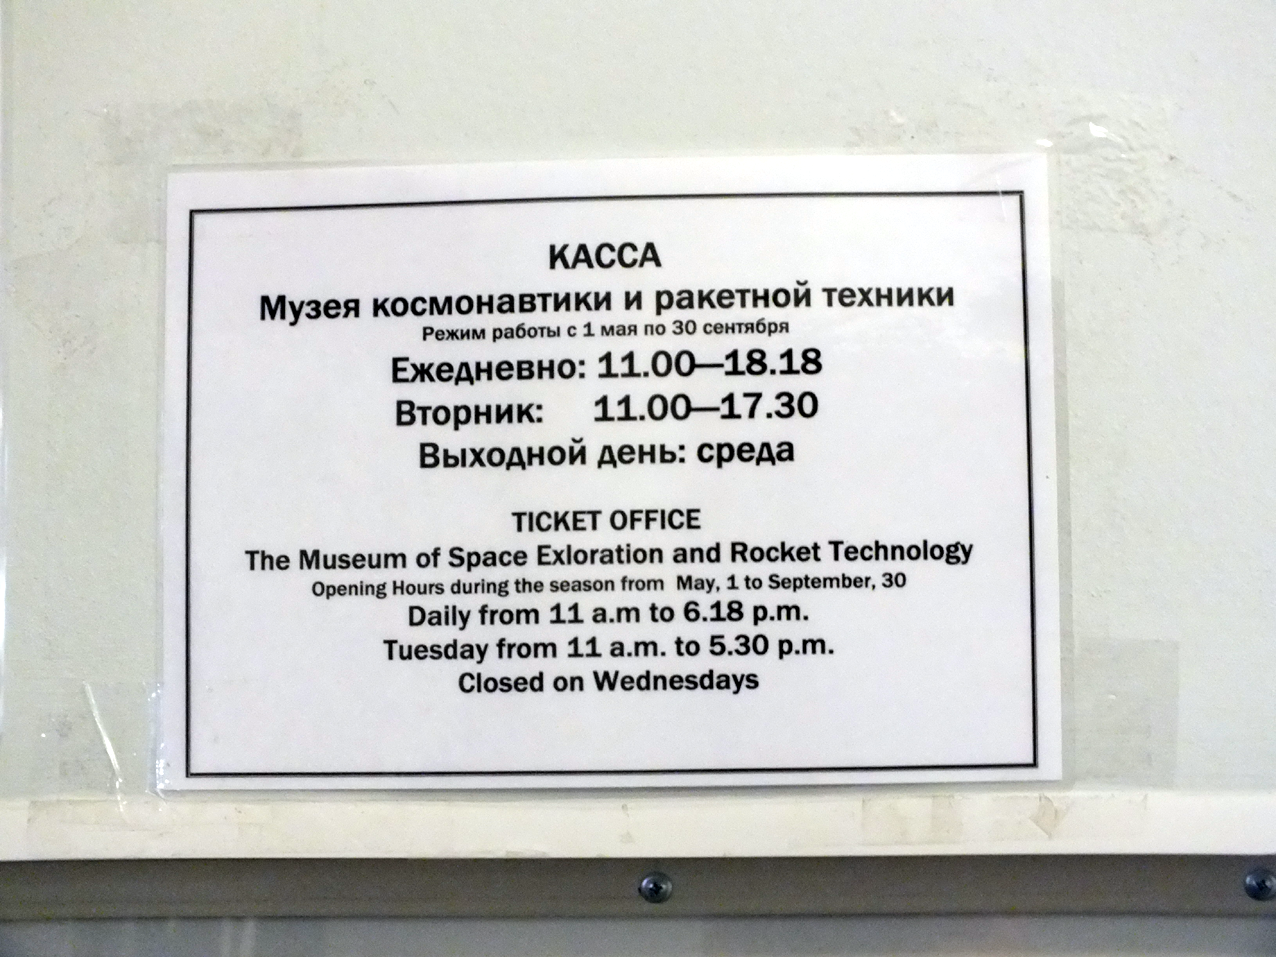 КАССА
Музея космонавтики и ракетной техники
Режим работы с 1 мая по 30 сентября
Ежедневно: 11.00—18.18
Вторник: 11.00—17.30
Выходной день: среда
TICKET OFFICE
The Museum of Space Exloration and Rocket Technology
Opening Hours during the season from May, 1 to September, 30
Daily from 11 a.m to 6.18 p.m.
Tuesday from 11 a.m. to 5.30 p.m.
Closed on Wednesdays